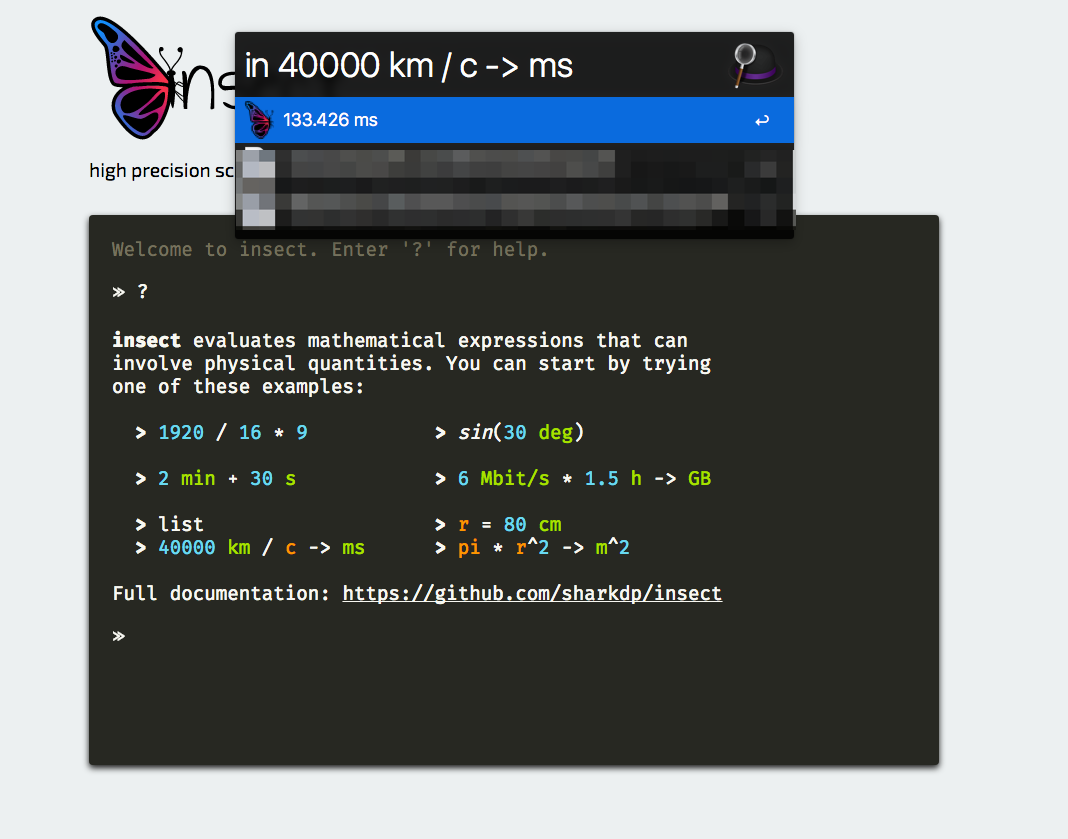 ins
in 40000 km / c -> ms
133.426 ms
high precision sc
Welcome to insect. Enter '?' for help.
» ?
insect evaluates mathematical expressions that can
involve physical quantities. You can start by trying
one of these examples:
> 1920 / 16 * 9 > sin(30 deg)
> 2 min + 30 s > 6 Mbit/s * 1.5 h -> GB
> list > r = 80 cm
> 40000 km / c -> ms > pi * r^2 -> m^2
Full documentation: https://github.com/sharkdp/insect
»